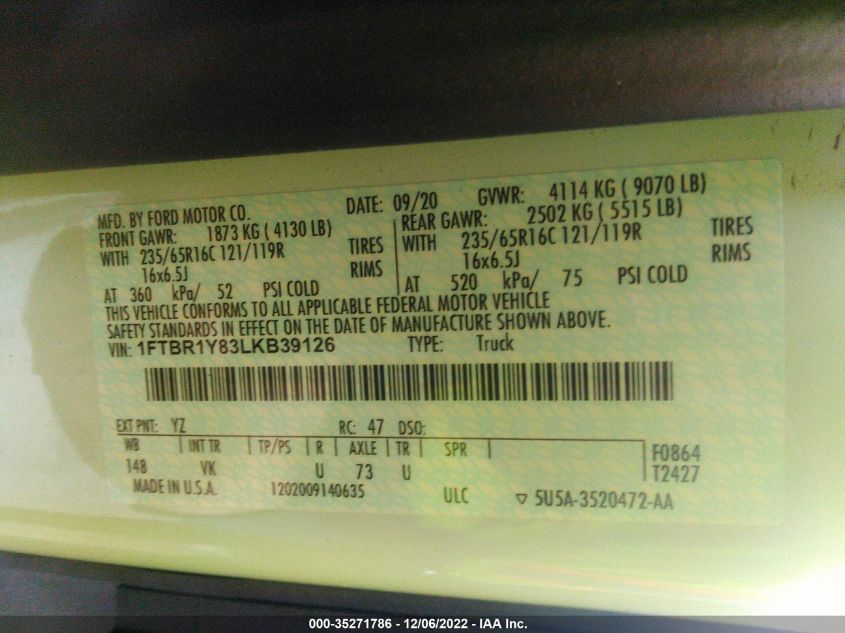 MFD. BY FORD MOTOR CO. DATE: 09/20 GVWR: 4114 KG ( 9070 LB)
FRONT GAWR: 1873 KG ( 4130 LB) REAR GAWR: 2502 KG ( 5515 LB)
WITH 235/65R16C 121/119R TIRES WITH 235/65R16C 121/119R TIRES
16x6.5J RIMS 16x6.5J RIMS
AT 360 kPa/ 52 PSI COLD AT 520 kPa/ 75 PSI COLD
THIS VEHICLE CONFORMS TO ALL APPLICABLE FEDERAL MOTOR VEHICLE
SAFETY STANDARDS IN EFFECT ON THE DATE OF MANUFACTURE SHOWN ABOVE.
VIN: 1FTBR1Y83LKB39126 TYPE: Truck
EXT PNT: YZ RC: 47 DSO:
WB INT TR TP/PS R AXLE TR SPR F0864
148 VK U 73 U T2427
MADE IN U.S.A. 1202009140635 ULC ▽ 5U5A-3520472-AA
000-35271786 - 12/06/2022 - IAA Inc.